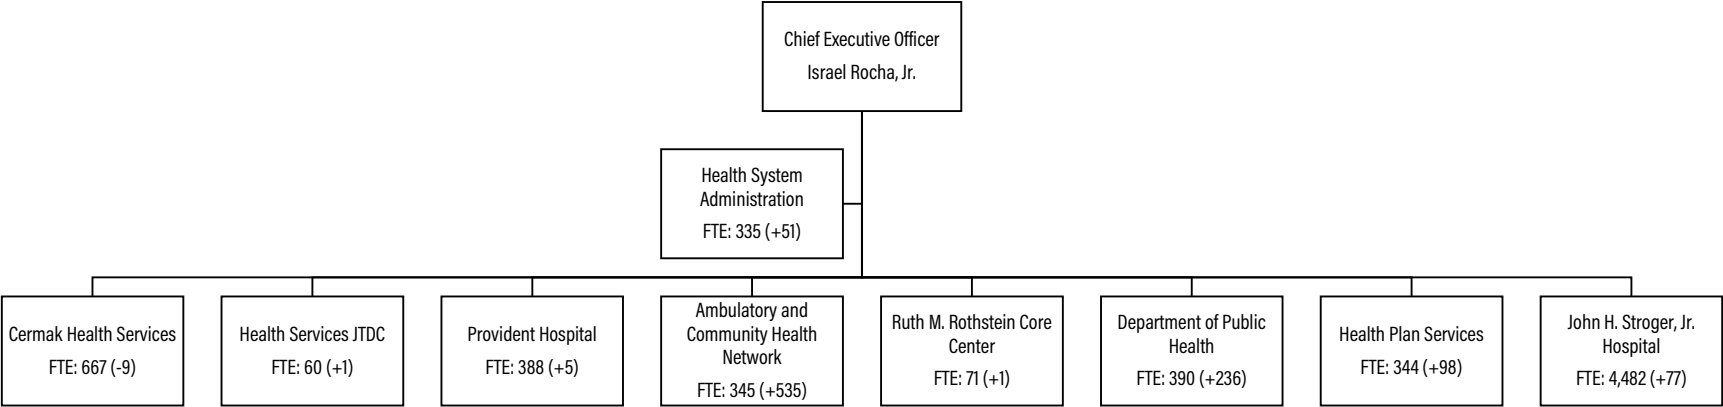 Chief Executive Officer
Israel Rocha, Jr.
Health System
Administration
FTE: 335 (+51)
Cermak Health Services
FTE: 667 (-9)
Health Services JTDC
FTE: 60 (+1)
Provident Hospital
FTE: 388 (+5)
Ambulatory and
Community Health
Network
FTE: 345 (+535)
Ruth M. Rothstein Core
Center
FTE: 71 (+1)
Department of Public
Health
FTE: 390 (+236)
Health Plan Services
FTE: 344 (+98)
John H. Stroger, Jr.
Hospital
FTE: 4,482 (+77)